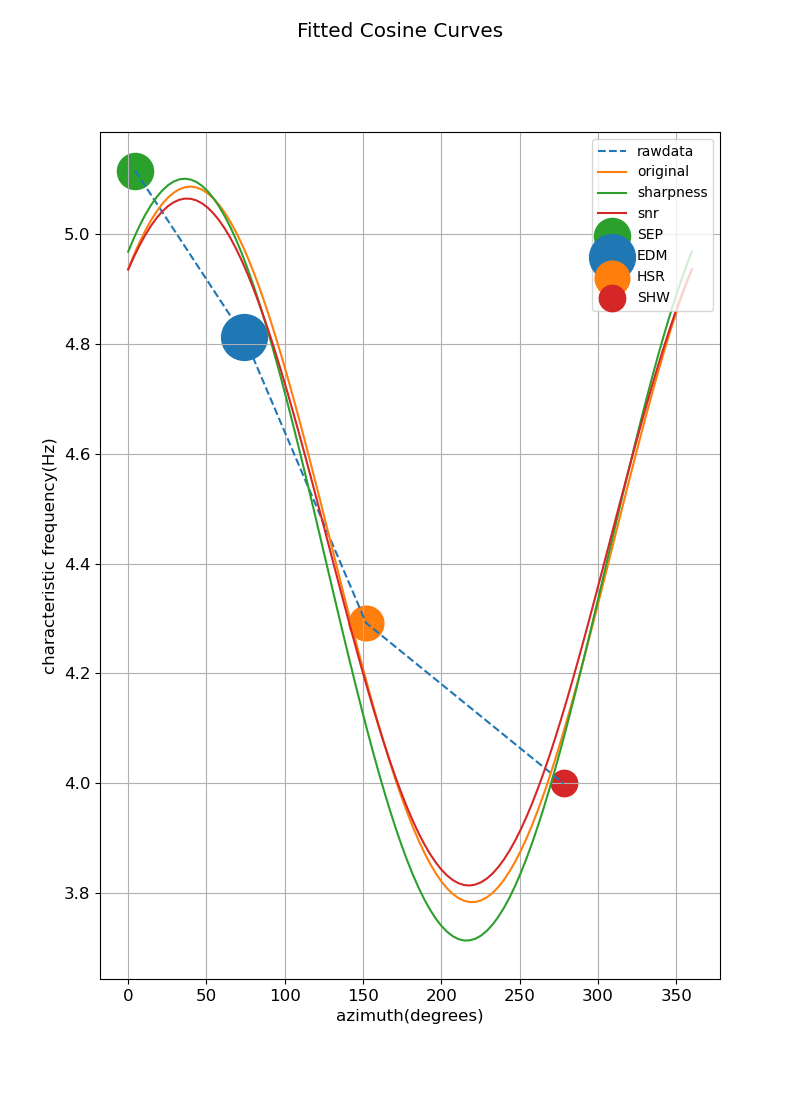 Fitted Cosine Curves
rawdata
original
sharpness
snr
SEP
EDM
HSR
SHW
characteristic frequency(Hz)
5.0
4.8
4.6
4.4
4.2
4.0
3.8
0 50 100 150 200 250 300 350
azimuth(degrees)